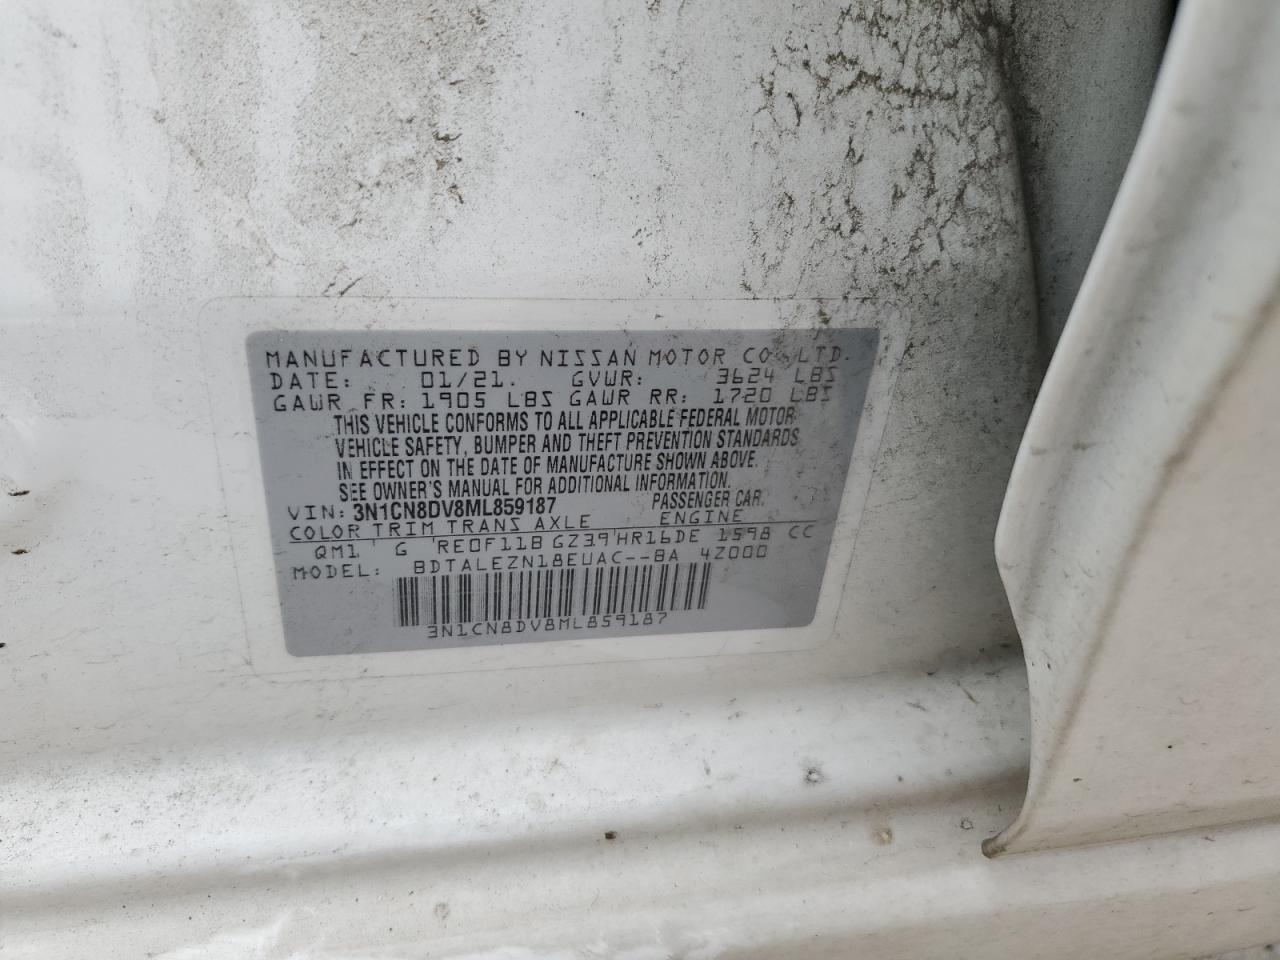 MANUFACTURED BY NISSAN MOTOR CO., LTD.
DATE: 01/21. GVWR: 3624 LBS
GAWR FR: 1905 LBS GAWR RR: 1720 LBS
THIS VEHICLE CONFORMS TO ALL APPLICABLE FEDERAL MOTOR
VEHICLE SAFETY, BUMPER AND THEFT PREVENTION STANDARDS
IN EFFECT ON THE DATE OF MANUFACTURE SHOWN ABOVE.
SEE OWNER'S MANUAL FOR ADDITIONAL INFORMATION.
VIN: 3N1CN8DV8ML859187 PASSENGER CAR.
COLOR TRIM TRANS AXLE ENGINE
QM1 G RE0F11B GZ39 HR16DE 1598 CC
MODEL: BDTALEZN18EUAC--BA 4Z000
3N1CN8DV8ML859187